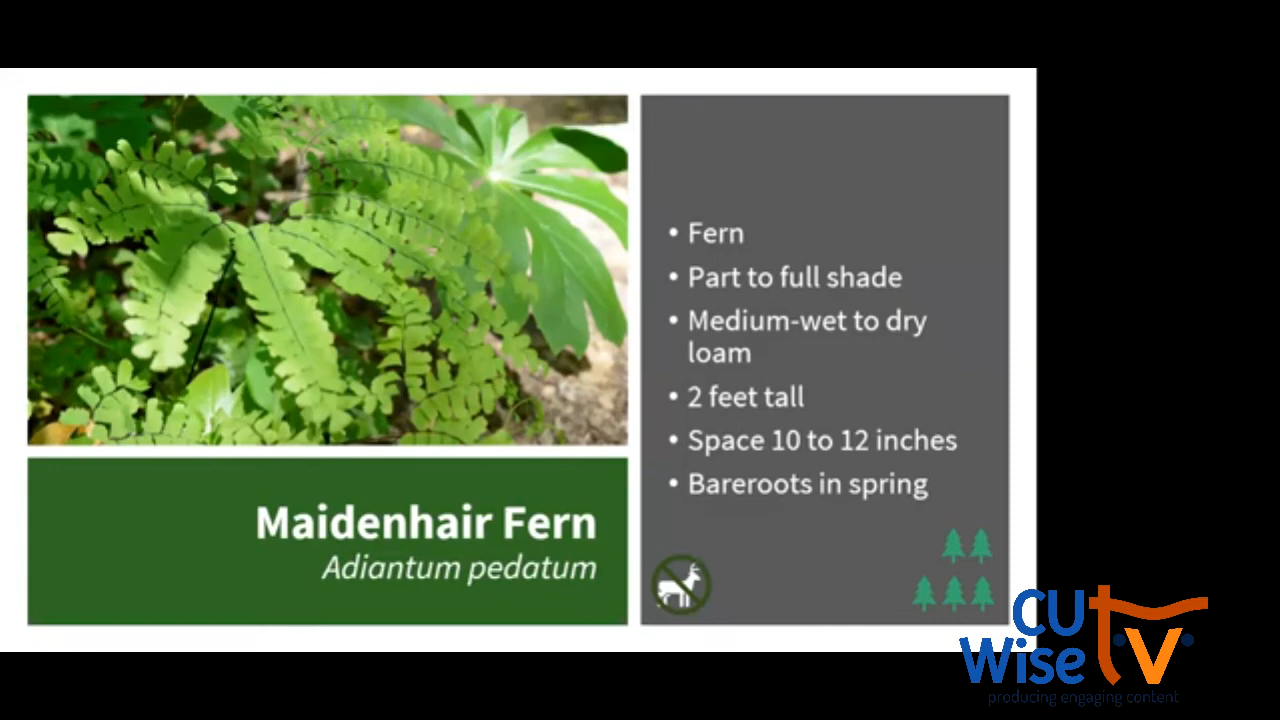 • Fern
• Part to full shade
• Medium-wet to dry
loam
• 2 feet tall
• Space 10 to 12 inches
• Bareroots in spring
Maidenhair Fern
Adiantum pedatum
CU
Wise tv
producing engaging content